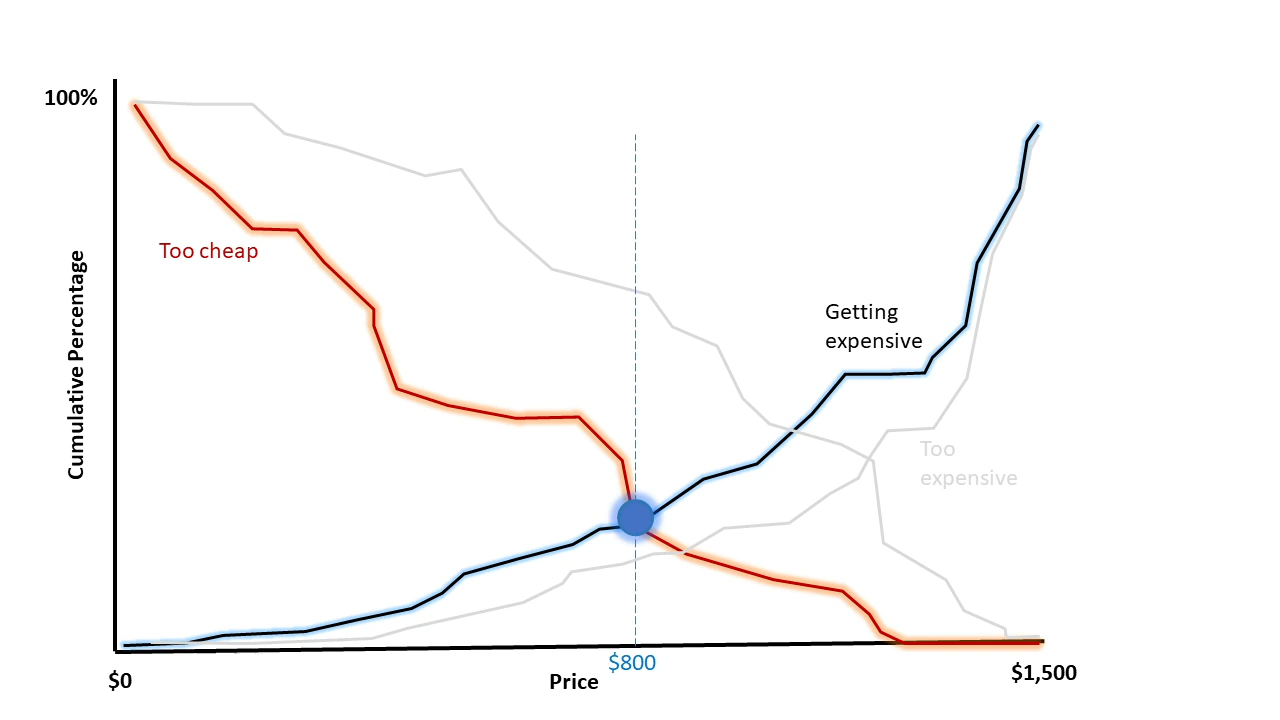 100%
Too cheap
Getting
expensive
Cumulative Percentage
Too
expensive
$800
$0
Price
$1,500